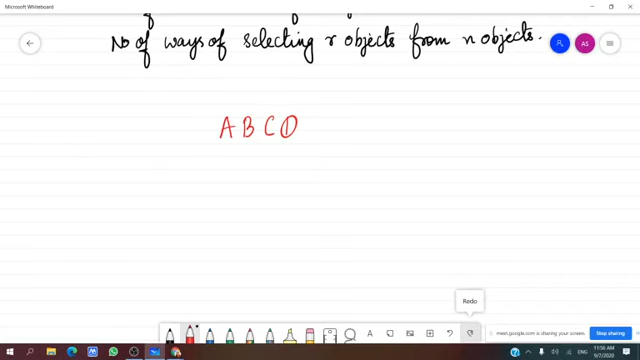 Microsoft Whiteboard
of
No of ways of selecting r objects from n objects.
AS
A B C D
Redo
meet.google.com is sharing your screen.
Stop sharing
A
11:56 AM
ENG
9/7/2020